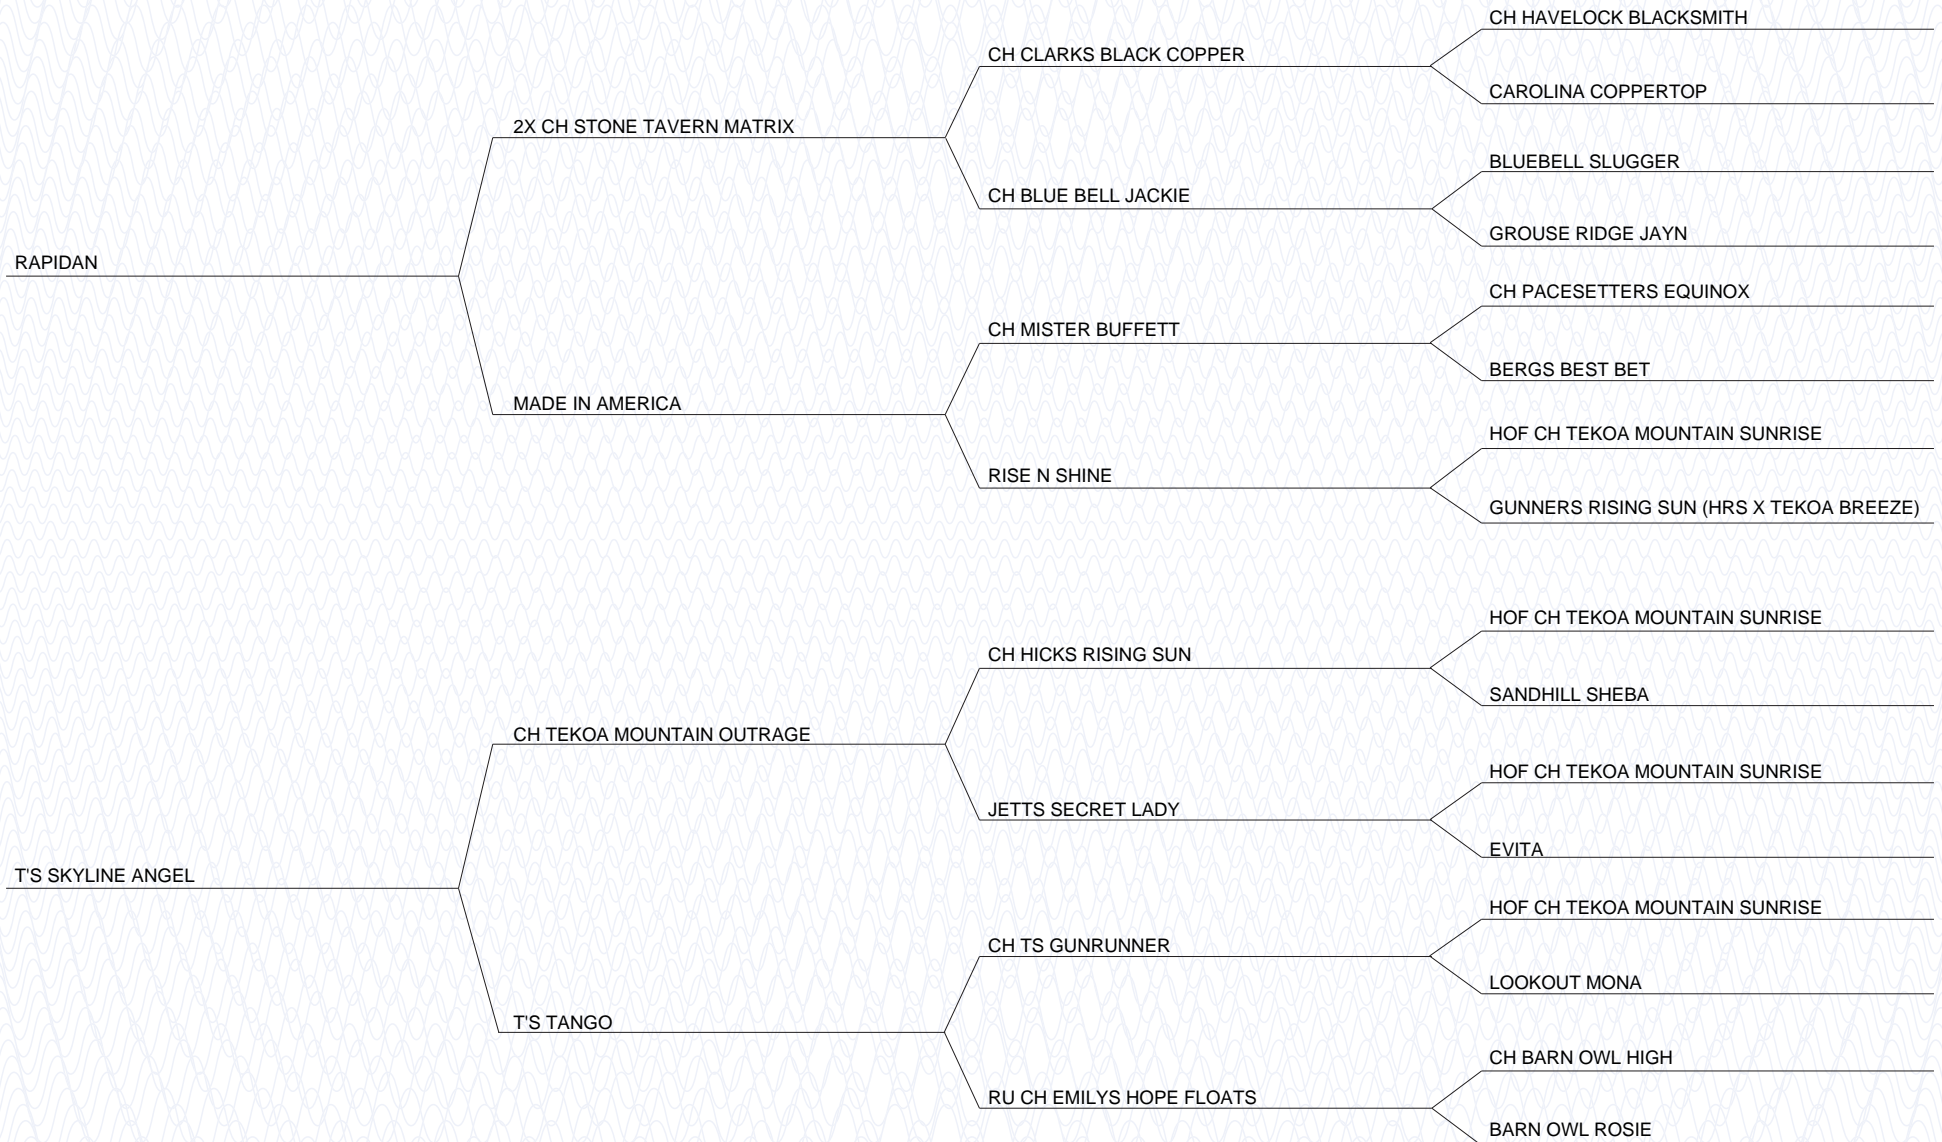 CH HAVELOCK BLACKSMITH
CH CLARKS BLACK COPPER
CAROLINA COPPERTOP
2X CH STONE TAVERN MATRIX
BLUEBELL SLUGGER
CH BLUE BELL JACKIE
GROUSE RIDGE JAYN
RAPIDAN
CH PACESETTERS EQUINOX
CH MISTER BUFFETT
BERGS BEST BET
MADE IN AMERICA
HOF CH TEKOA MOUNTAIN SUNRISE
RISE N SHINE
GUNNERS RISING SUN (HRS X TEKOA BREEZE)
HOF CH TEKOA MOUNTAIN SUNRISE
CH HICKS RISING SUN
SANDHILL SHEBA
CH TEKOA MOUNTAIN OUTRAGE
HOF CH TEKOA MOUNTAIN SUNRISE
JETTS SECRET LADY
EVITA
T'S SKYLINE ANGEL
HOF CH TEKOA MOUNTAIN SUNRISE
CH TS GUNRUNNER
LOOKOUT MONA
T'S TANGO
CH BARN OWL HIGH
RU CH EMILYS HOPE FLOATS
BARN OWL ROSIE